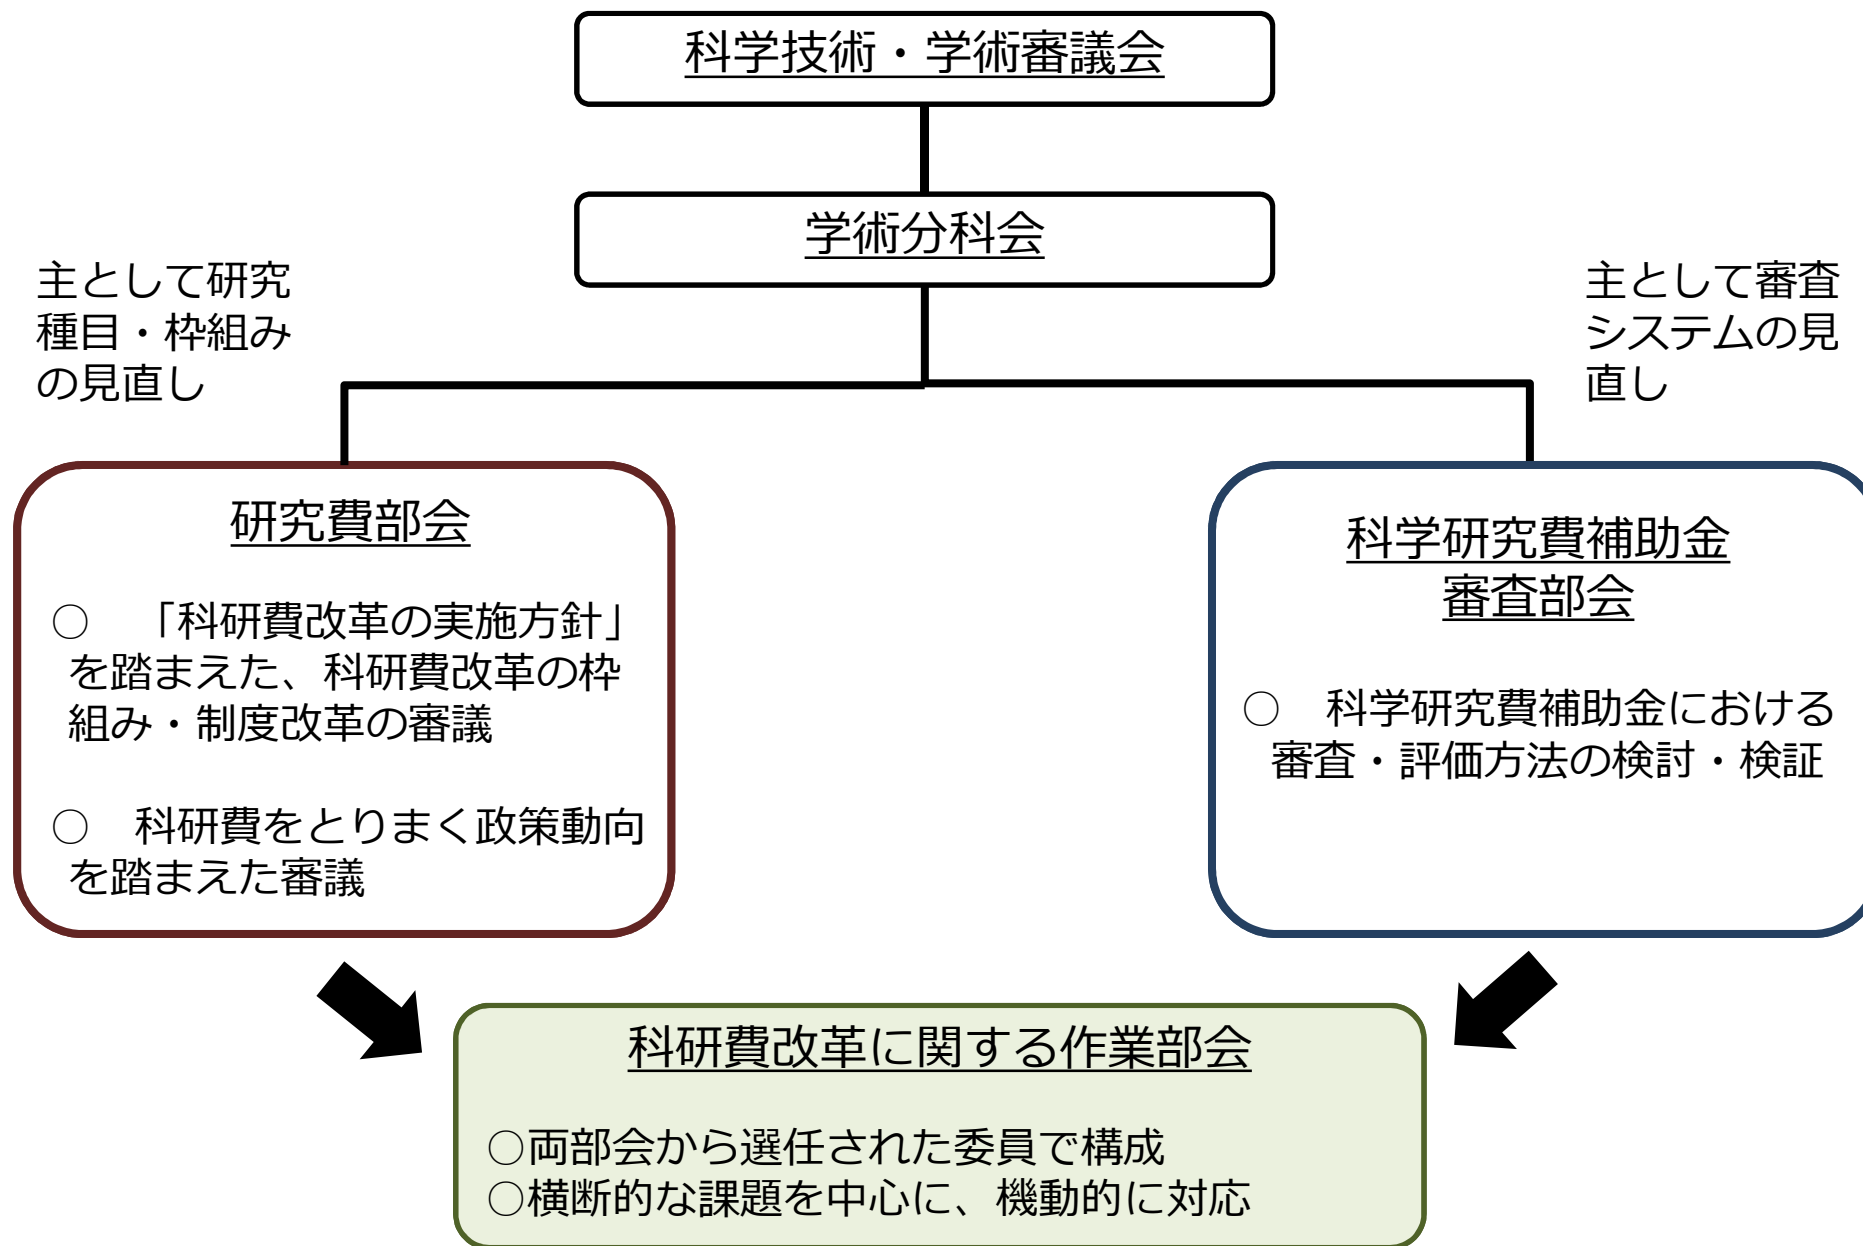 科学技術・学術審議会
学術分科会
主として研究
種目・枠組み
の見直し
主として審査
システムの見
直し
研究費部会
○　「科研費改革の実施方針」
を踏まえた、科研費改革の枠
組み・制度改革の審議
○　科研費をとりまく政策動向
を踏まえた審議
科学研究費補助金
審査部会
○　科学研究費補助金における
審査・評価方法の検討・検証
科研費改革に関する作業部会
○両部会から選任された委員で構成
○横断的な課題を中心に、機動的に対応